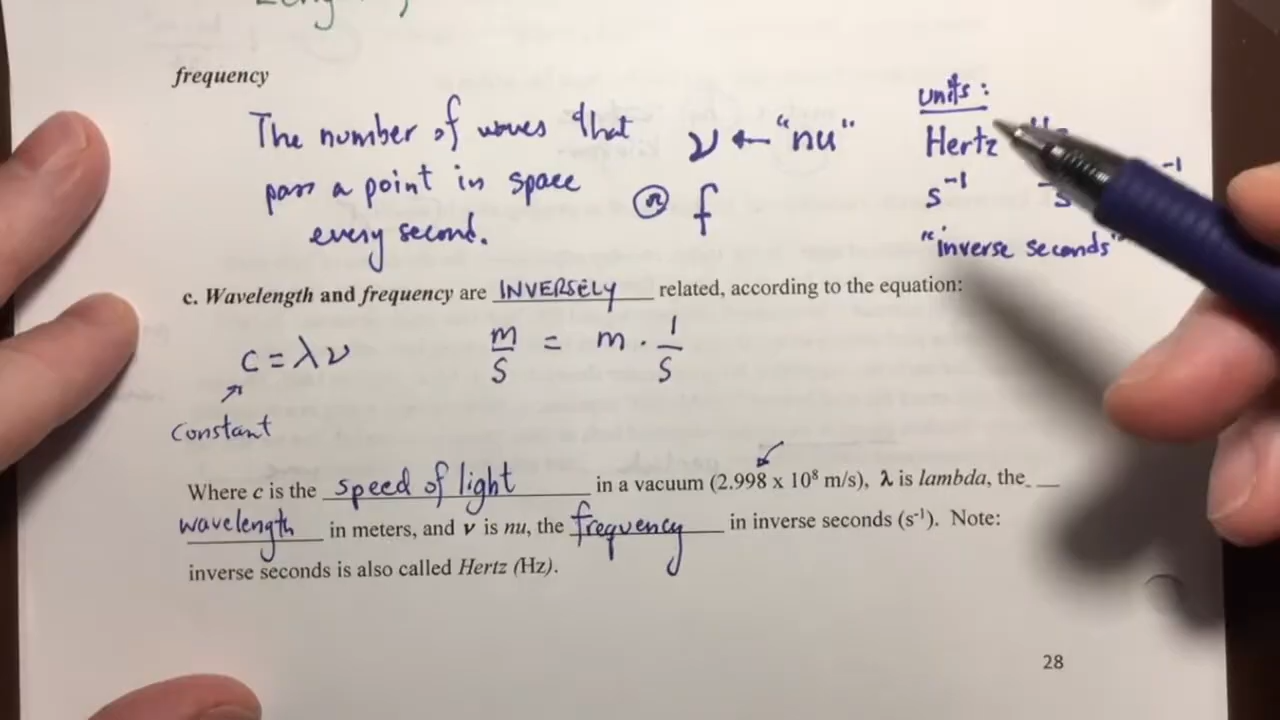 Length,
frequency
The number of waves that
pass a point in space
every second.
ν ← "nu"
or f
Units:
Hertz
s⁻¹ s⁻¹
"inverse seconds"
c. Wavelength and frequency are INVERSELY related, according to the equation:
c = λν
m/s = m · 1/s
constant
Where c is the speed of light in a vacuum (2.998 x 10⁸ m/s), λ is lambda, the
wavelength in meters, and ν is nu, the frequency in inverse seconds (s⁻¹). Note:
inverse seconds is also called Hertz (Hz).
28